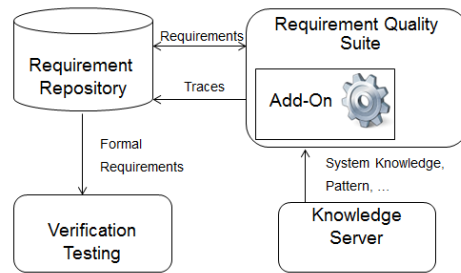 Requirement
Repository
Requirements
Traces
Requirement Quality
Suite
Add-On
Formal
Requirements
System Knowledge,
Pattern, ...
Verification
Testing
Knowledge
Server